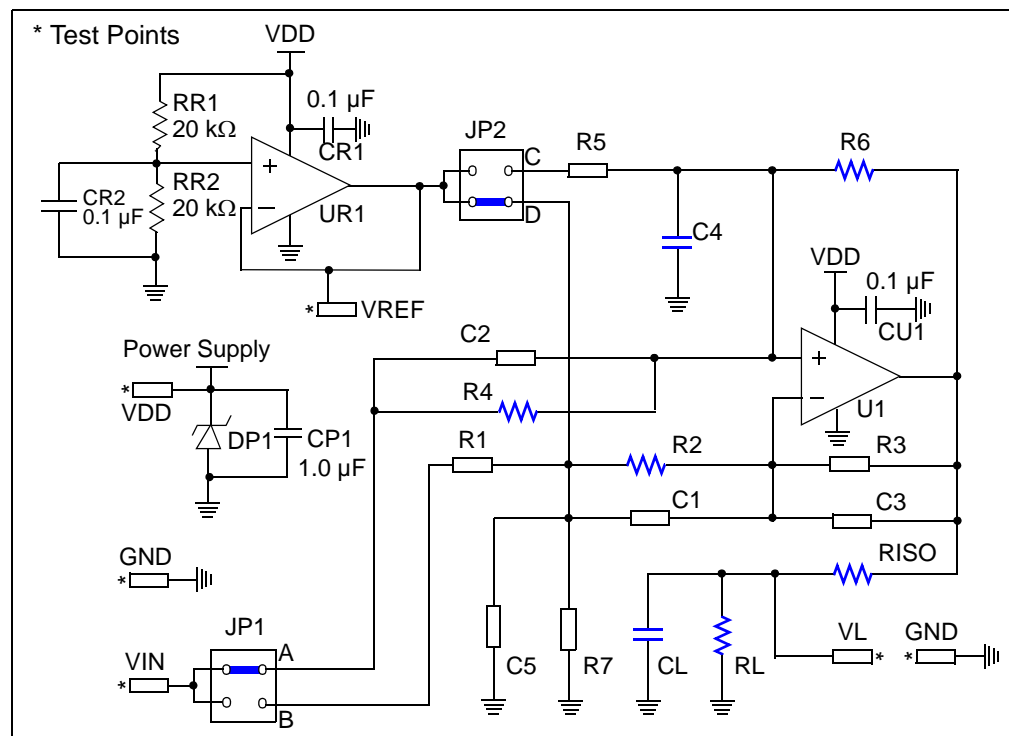 * Test Points
VDD
RR1
20 kΩ
0.1 µF
CR1
JP2
C
D
R5
R6
RR2
20 kΩ
CR2
0.1 µF
+
−
UR1
C4
VDD
0.1 µF
CU1
* VREF
C2
Power Supply
*
VDD
R4
+
−
U1
DP1
CP1
1.0 µF
R1
R2
R3
C1
C3
GND
*
RISO
JP1
A
B
VIN
*
C5
R7
CL
RL
VL
*
GND
*